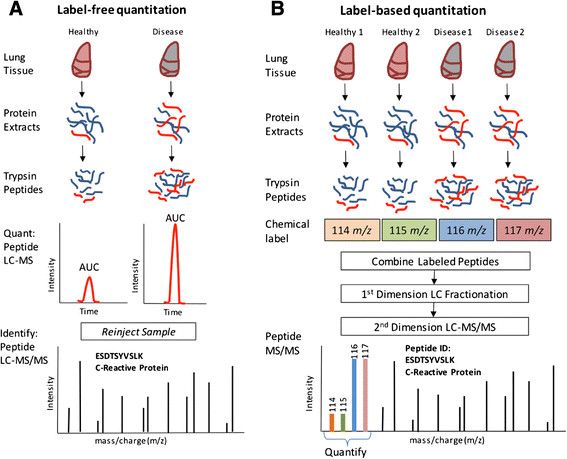 A
Label-free quantitation
Healthy
Disease
Lung
Tissue
Protein
Extracts
Trypsin
Peptides
Quant:
Peptide
LC-MS
Intensity
AUC
Time
Intensity
AUC
Time
Identify:
Peptide
LC-MS/MS
Reinject Sample
Intensity
ESDTSYVSLK
C-Reactive Protein
mass/charge (m/z)
B
Label-based quantitation
Healthy 1
Healthy 2
Disease 1
Disease 2
Lung
Tissue
Protein
Extracts
Trypsin
Peptides
Chemical
label
114 m/z
115 m/z
116 m/z
117 m/z
Combine Labeled Peptides
1st Dimension LC Fractionation
2nd Dimension LC-MS/MS
Peptide
MS/MS
Intensity
114
115
116
117
Peptide ID:
ESDTSYVSLK
C-Reactive Protein
mass/charge (m/z)
Quantify